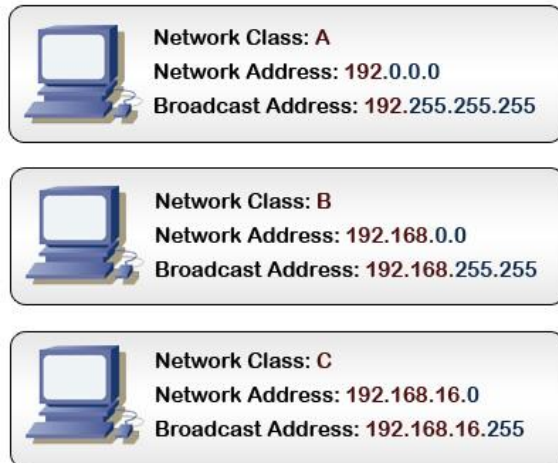 Network Class: A
Network Address: 192.0.0.0
Broadcast Address: 192.255.255.255
Network Class: B
Network Address: 192.168.0.0
Broadcast Address: 192.168.255.255
Network Class: C
Network Address: 192.168.16.0
Broadcast Address: 192.168.16.255